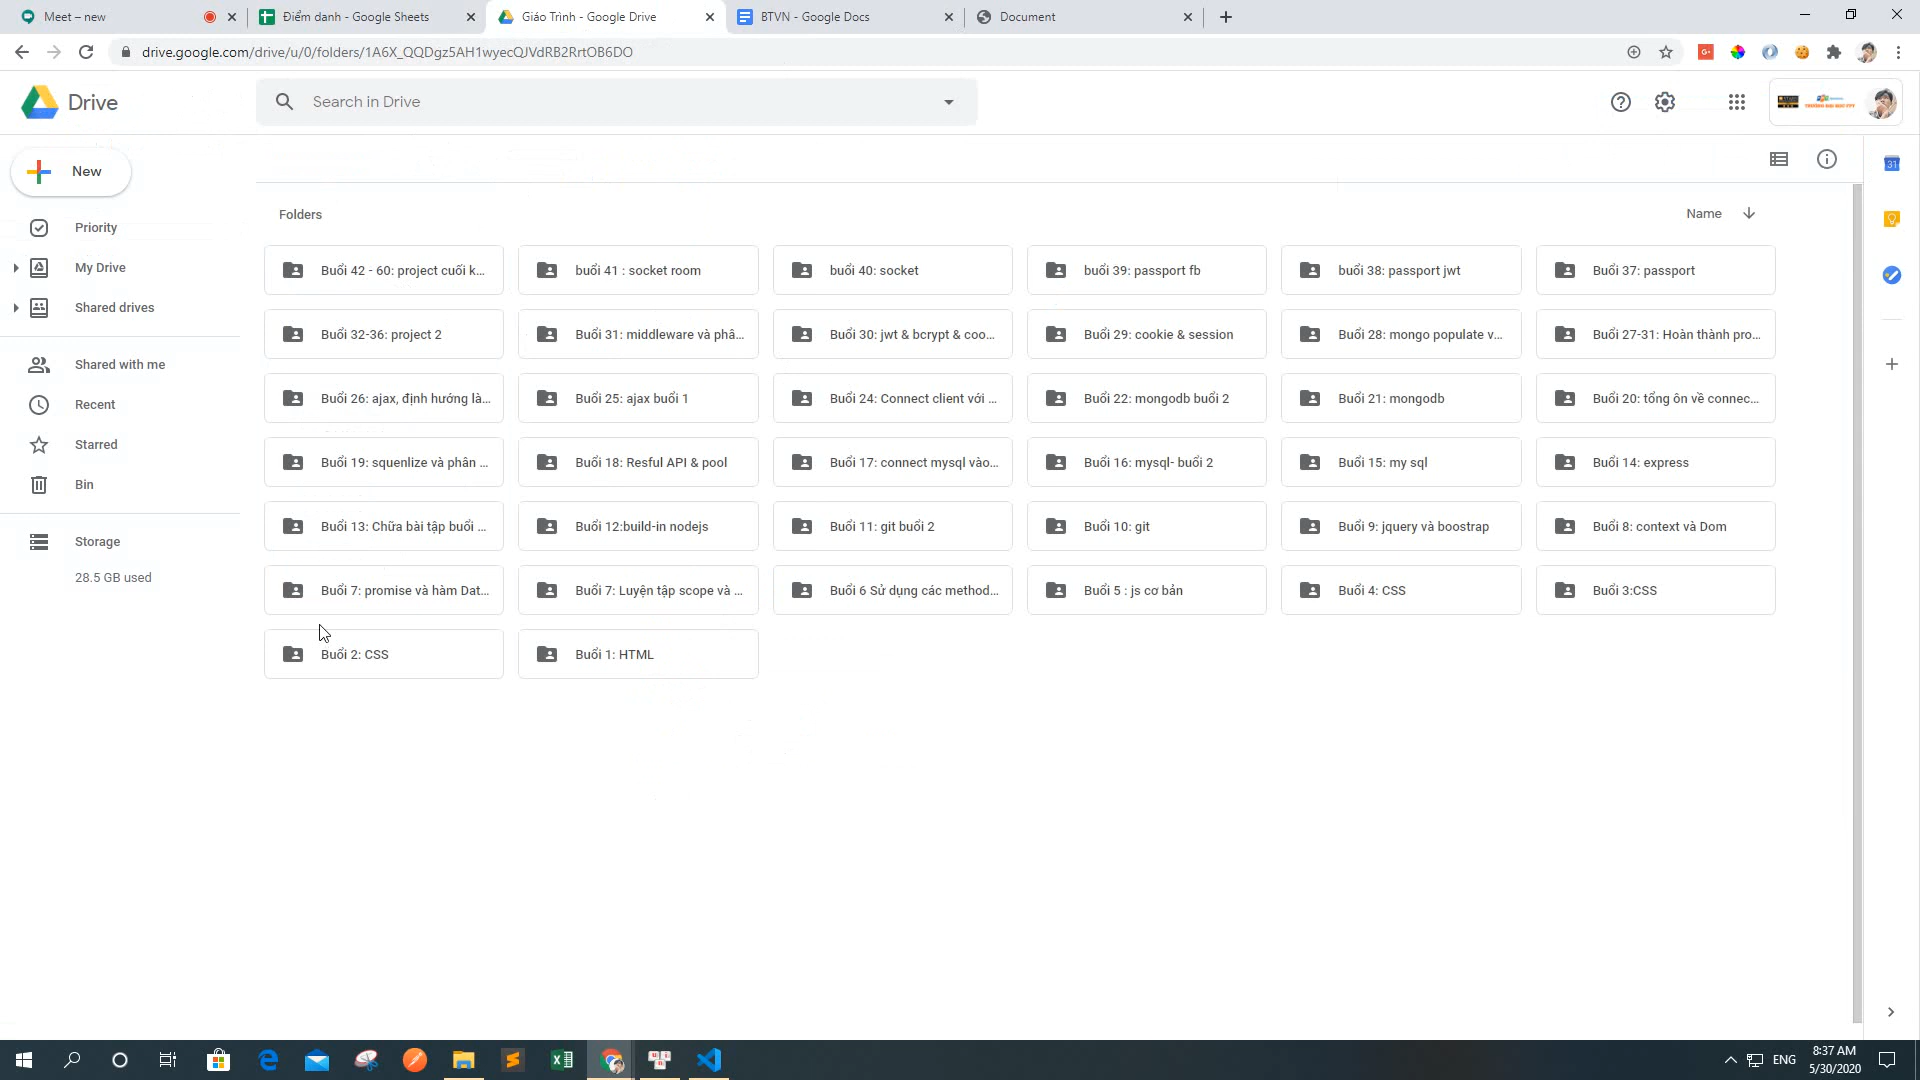 Meet – new
Điểm danh - Google Sheets
Giáo Trình - Google Drive
BTVN - Google Docs
Document
drive.google.com/drive/u/0/folders/1A6X_QQDgz5AH1wyecQJVdRB2RrtOB6DO
Drive
Search in Drive
New
Priority
My Drive
Shared drives
Shared with me
Recent
Starred
Bin
Storage
28.5 GB used
Folders
Name
Buổi 42 - 60: project cuối k...
buổi 41 : socket room
buổi 40: socket
buổi 39: passport fb
buổi 38: passport jwt
Buổi 37: passport
Buổi 32-36: project 2
Buổi 31: middleware và phâ...
Buổi 30: jwt & bcrypt & coo...
Buổi 29: cookie & session
Buổi 28: mongo populate v...
Buổi 27-31: Hoàn thành pro...
Buổi 26: ajax, định hướng là...
Buổi 25: ajax buổi 1
Buổi 24: Connect client với ...
Buổi 22: mongodb buổi 2
Buổi 21: mongodb
Buổi 20: tổng ôn về connec...
Buổi 19: squenlize và phân ...
Buổi 18: Resful API & pool
Buổi 17: connect mysql vào...
Buổi 16: mysql- buổi 2
Buổi 15: my sql
Buổi 14: express
Buổi 13: Chữa bài tập buổi ...
Buổi 12:build-in nodejs
Buổi 11: git buổi 2
Buổi 10: git
Buổi 9: jquery và boostrap
Buổi 8: context và Dom
Buổi 7: promise và hàm Dat...
Buổi 7: Luyện tập scope và ...
Buổi 6 Sử dụng các method...
Buổi 5 : js cơ bản
Buổi 4: CSS
Buổi 3:CSS
Buổi 2: CSS
Buổi 1: HTML
31
ENG
8:37 AM
5/30/2020